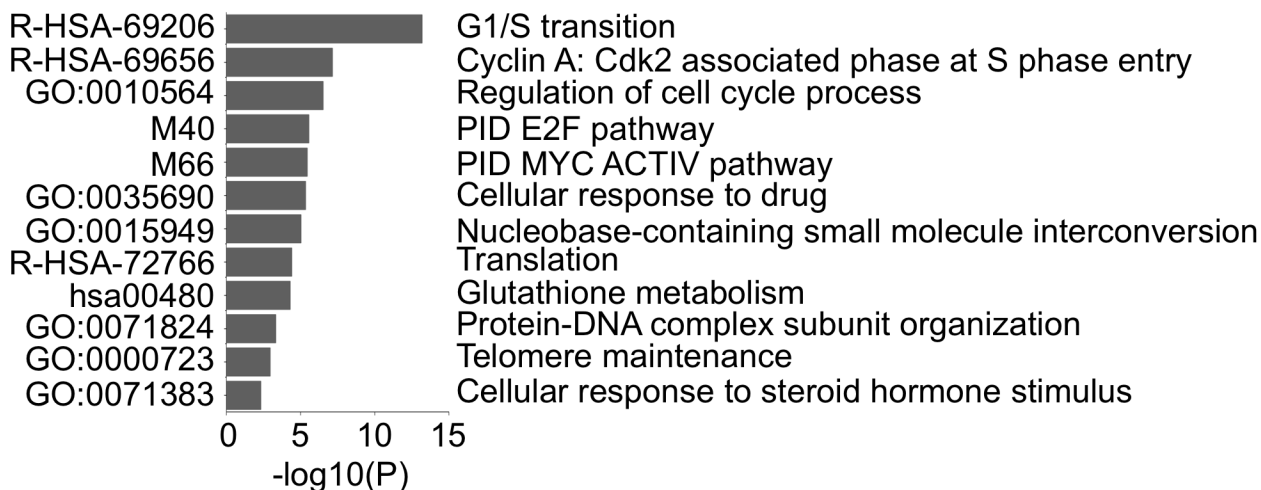 R-HSA-69206 G1/S transition
R-HSA-69656 Cyclin A: Cdk2 associated phase at S phase entry
GO:0010564 Regulation of cell cycle process
M40 PID E2F pathway
M66 PID MYC ACTIV pathway
GO:0035690 Cellular response to drug
GO:0015949 Nucleobase-containing small molecule interconversion
R-HSA-72766 Translation
hsa00480 Glutathione metabolism
GO:0071824 Protein-DNA complex subunit organization
GO:0000723 Telomere maintenance
GO:0071383 Cellular response to steroid hormone stimulus
0 5 10 15
-log10(P)